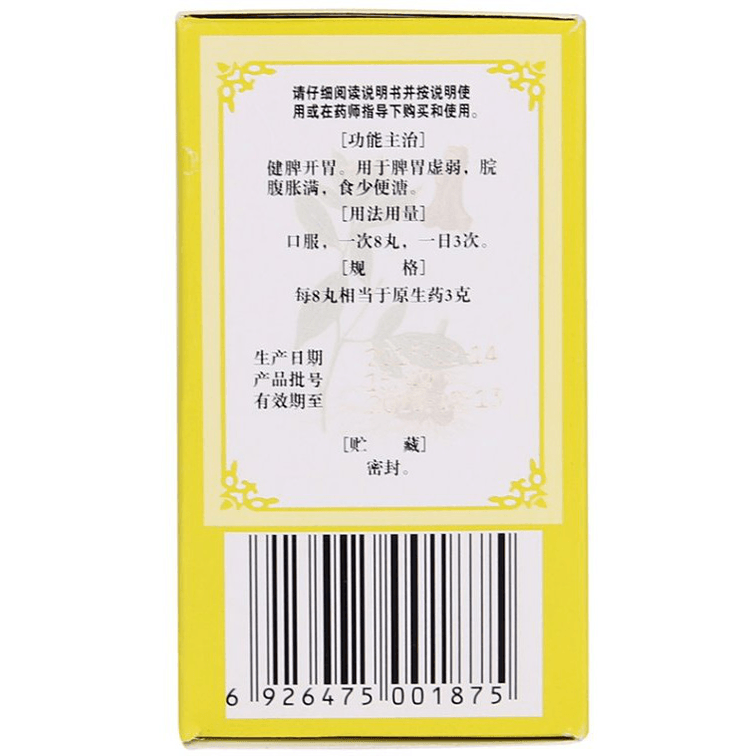 请仔细阅读说明书并按说明使
用或在药师指导下购买和使用。
[功能主治]
健脾开胃。用于脾胃虚弱，脘
腹胀满，食少便溏。
[用法用量]
口服，一次8丸，一日3次。
[规 格]
每8丸相当于原生药3克
生产日期
产品批号
有效期至
[贮 藏]
密封。
6 926475 001875